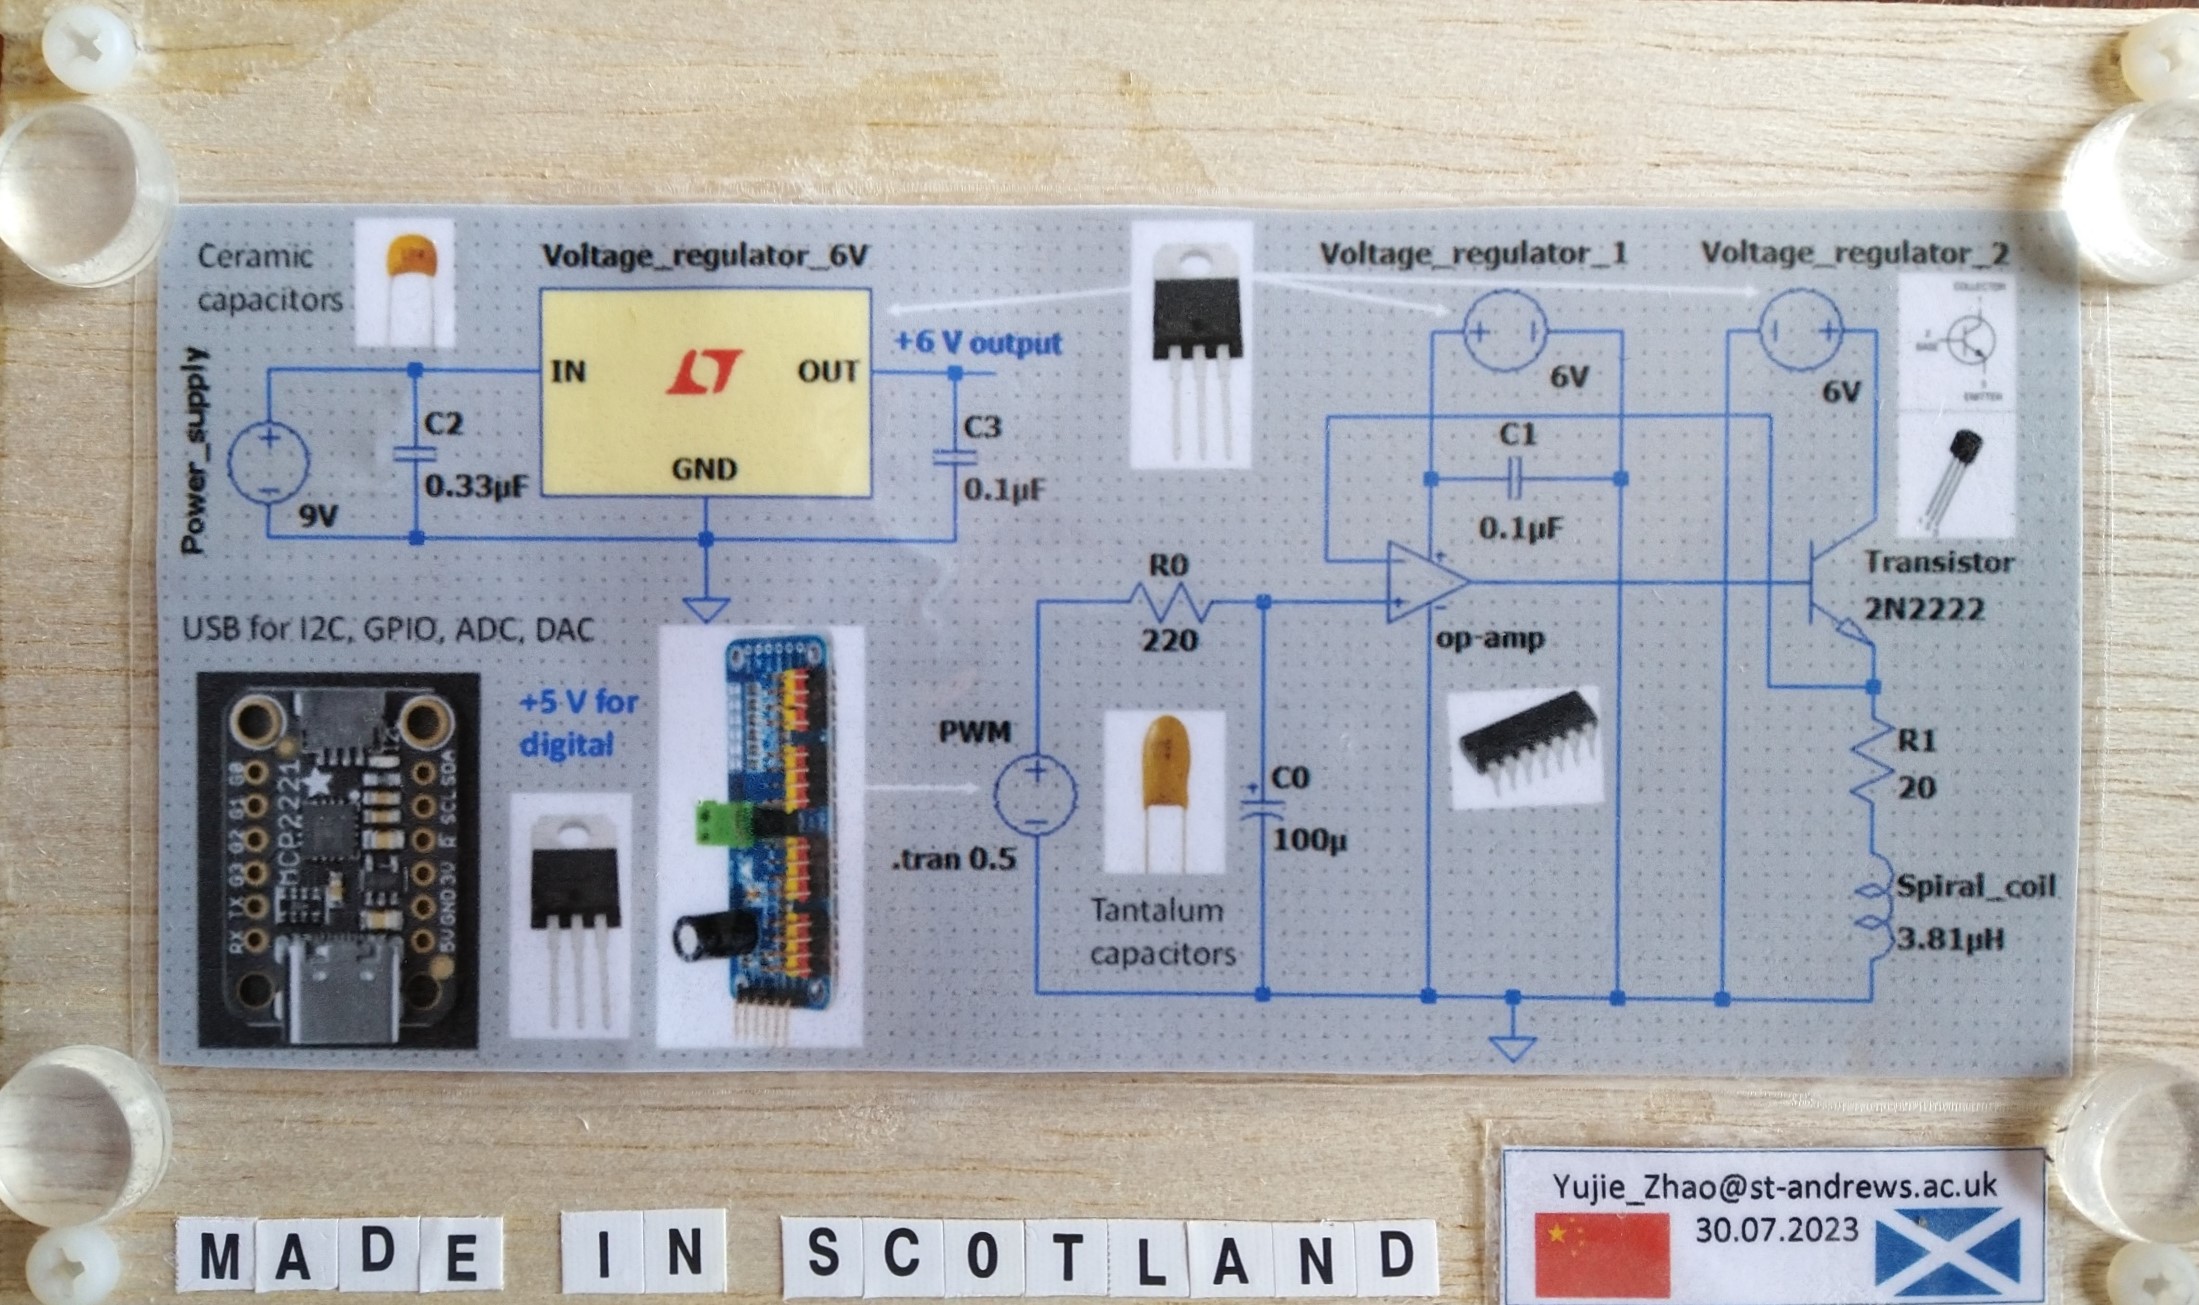 Ceramic
capacitors
Voltage_regulator_6V
Voltage_regulator_1
Voltage_regulator_2
COLLECTOR
BASE
EMITTER
Power_supply
IN
OUT
GND
+6 V output
C2
0.33µF
9V
C3
0.1µF
6V
6V
C1
0.1µF
R0
220
op-amp
Transistor
2N2222
USB for I2C, GPIO, ADC, DAC
+5 V for
digital
MCP2221
G0
G1
G2
G3
TX
RX
SDA
SCL
3V
GND
5V
PWM
.tran 0.5
C0
100µ
Tantalum
capacitors
R1
20
Spiral_coil
3.81µH
MADE IN SCOTLAND
Yujie_Zhao@st-andrews.ac.uk
30.07.2023